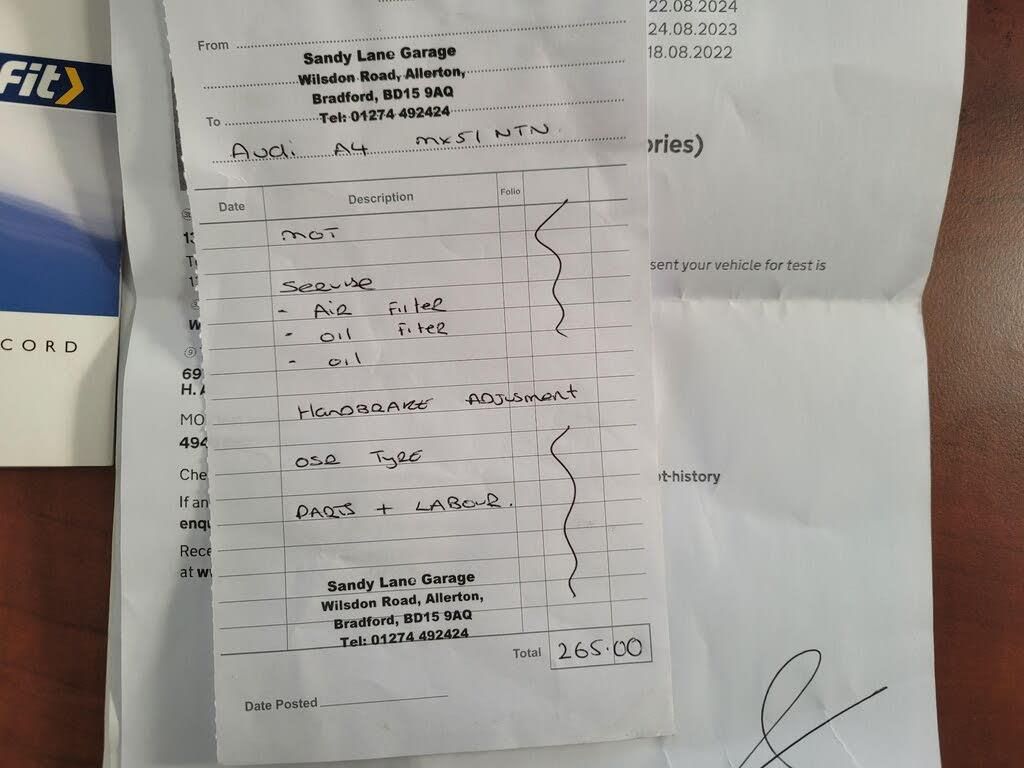 22.08.2024
24.08.2023
18.08.2022
Fit
CORD
From
Sandy Lane Garage
Wilsdon Road, Allerton,
Bradford, BD15 9AQ
To
Tel: 01274 492424
Audi A4 MK51 NTN
ories)
Date Description Folio
MOT
sent your vehicle for test is
Service
- Air Filter
- oil Filter
- oil
69
H.
MO
494
Handbrake Adjusment
OSR Tyre
Che
t-history
If an
enqu
Parts + Labour.
Rece
at w
Sandy Lane Garage
Wilsdon Road, Allerton,
Bradford, BD15 9AQ
Tel: 01274 492424
Total 265.00
Date Posted